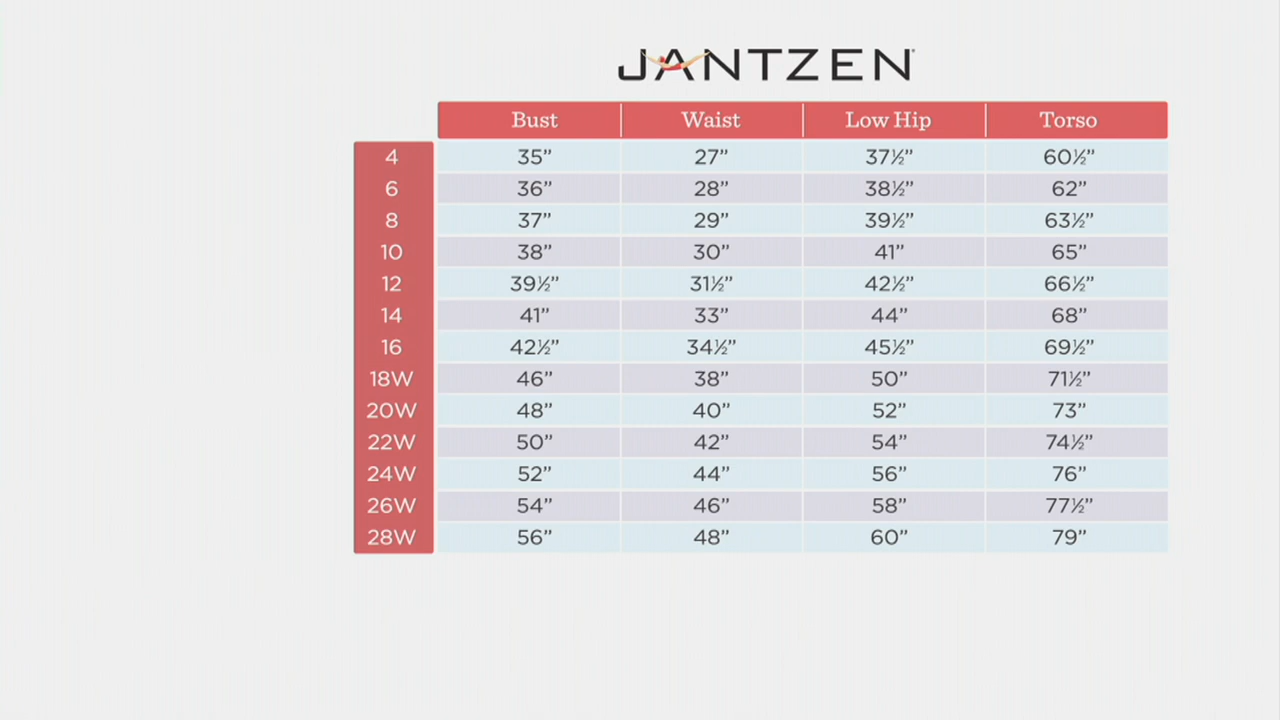 JANTZEN
Bust Waist Low Hip Torso
4 35” 27” 37½” 60½”
6 36” 28” 38½” 62”
8 37” 29” 39½” 63½”
10 38” 30” 41” 65”
12 39½” 31½” 42½” 66½”
14 41” 33” 44” 68”
16 42½” 34½” 45½” 69½”
18W 46” 38” 50” 71½”
20W 48” 40” 52” 73”
22W 50” 42” 54” 74½”
24W 52” 44” 56” 76”
26W 54” 46” 58” 77½”
28W 56” 48” 60” 79”